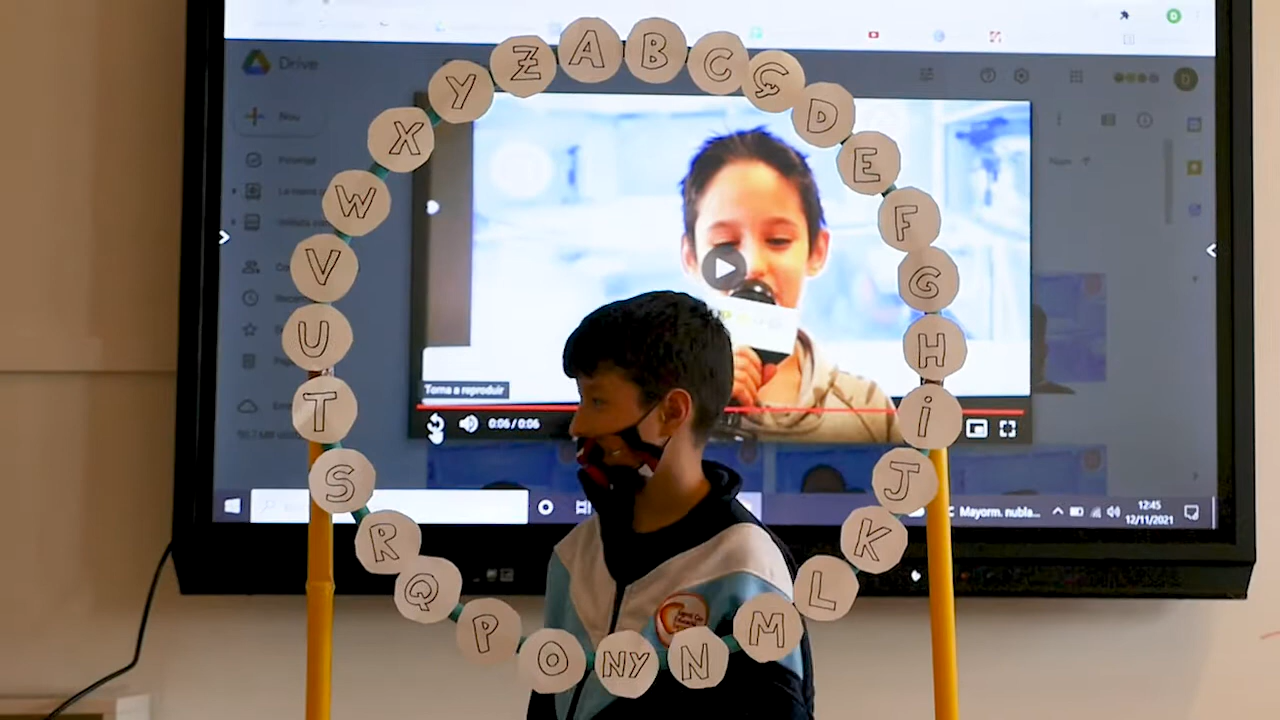 A
B
C
Ç
D
E
F
G
H
i
J
K
L
M
N
NY
O
P
Q
R
S
T
U
V
W
X
Y
Z
Drive
Nou
Torna a reproduir
0:06 / 0:06
Mayorm. nubla...
12:45
12/11/2021